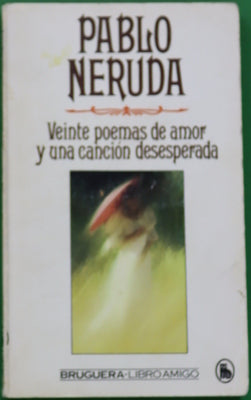 PABLO
NERUDA
Veinte poemas de amor
y una canción desesperada
BRUGUERA-LIBRO AMIGO